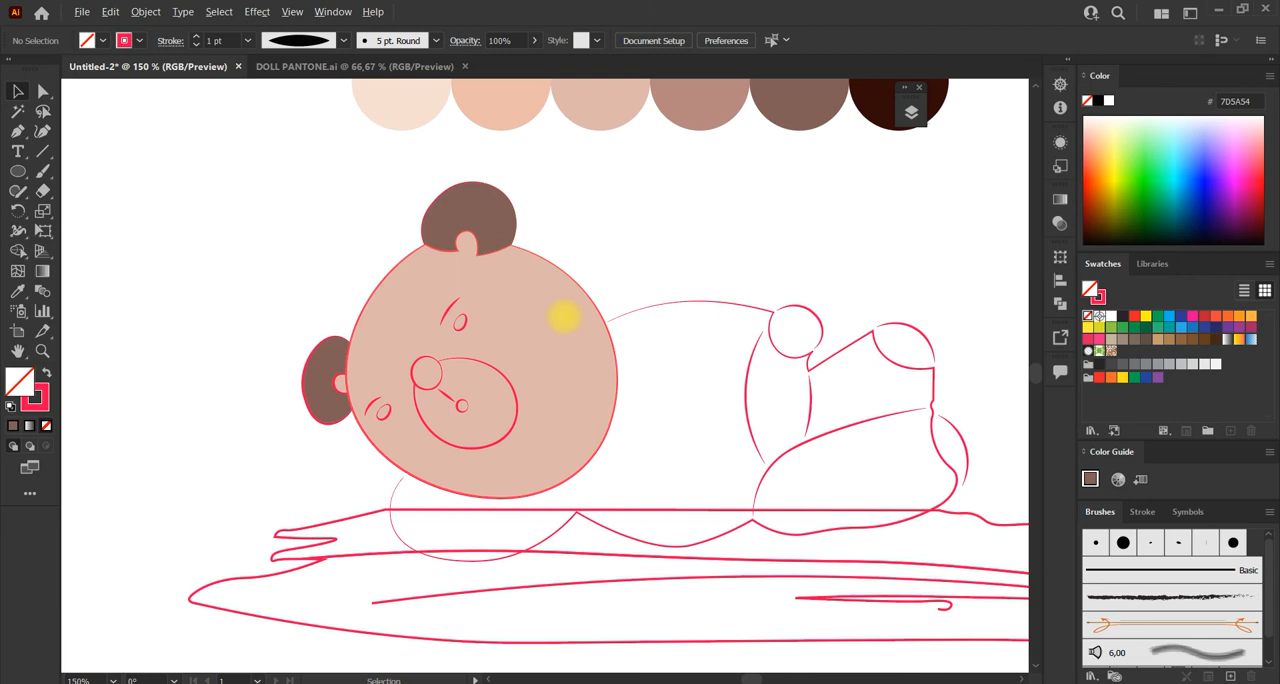 Ai File Edit Object Type Select Effect View Window Help
No Selection Stroke: 1 pt 5 pt. Round Opacity: 100% Style: Document Setup Preferences
Untitled-2* @ 150 % (RGB/Preview) × DOLL PANTONE.ai @ 66,67 % (RGB/Preview) ×
Color
# 7D5A54
Swatches Libraries
Color Guide
Brushes Stroke Symbols
Basic
6,00
150% 0° 1 Selection